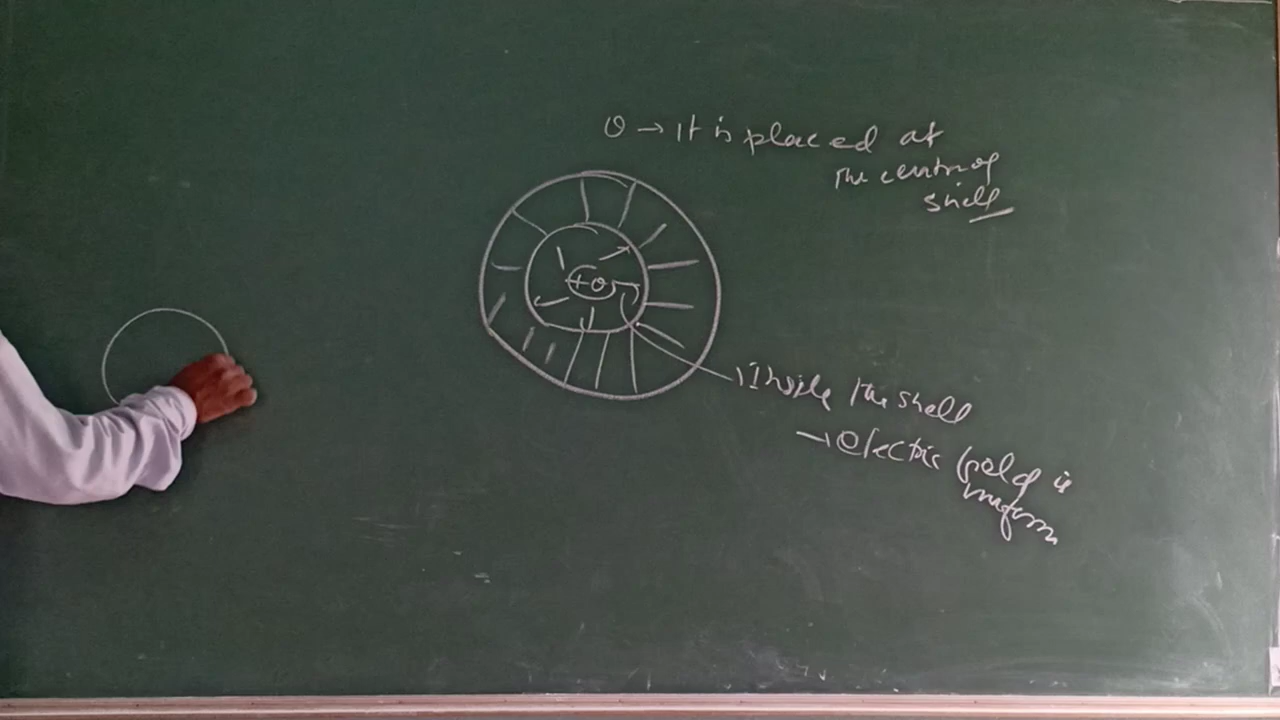 Q → It is placed at
the centre of
shell
+Q
Inside the shell
→ electric field is
uniform